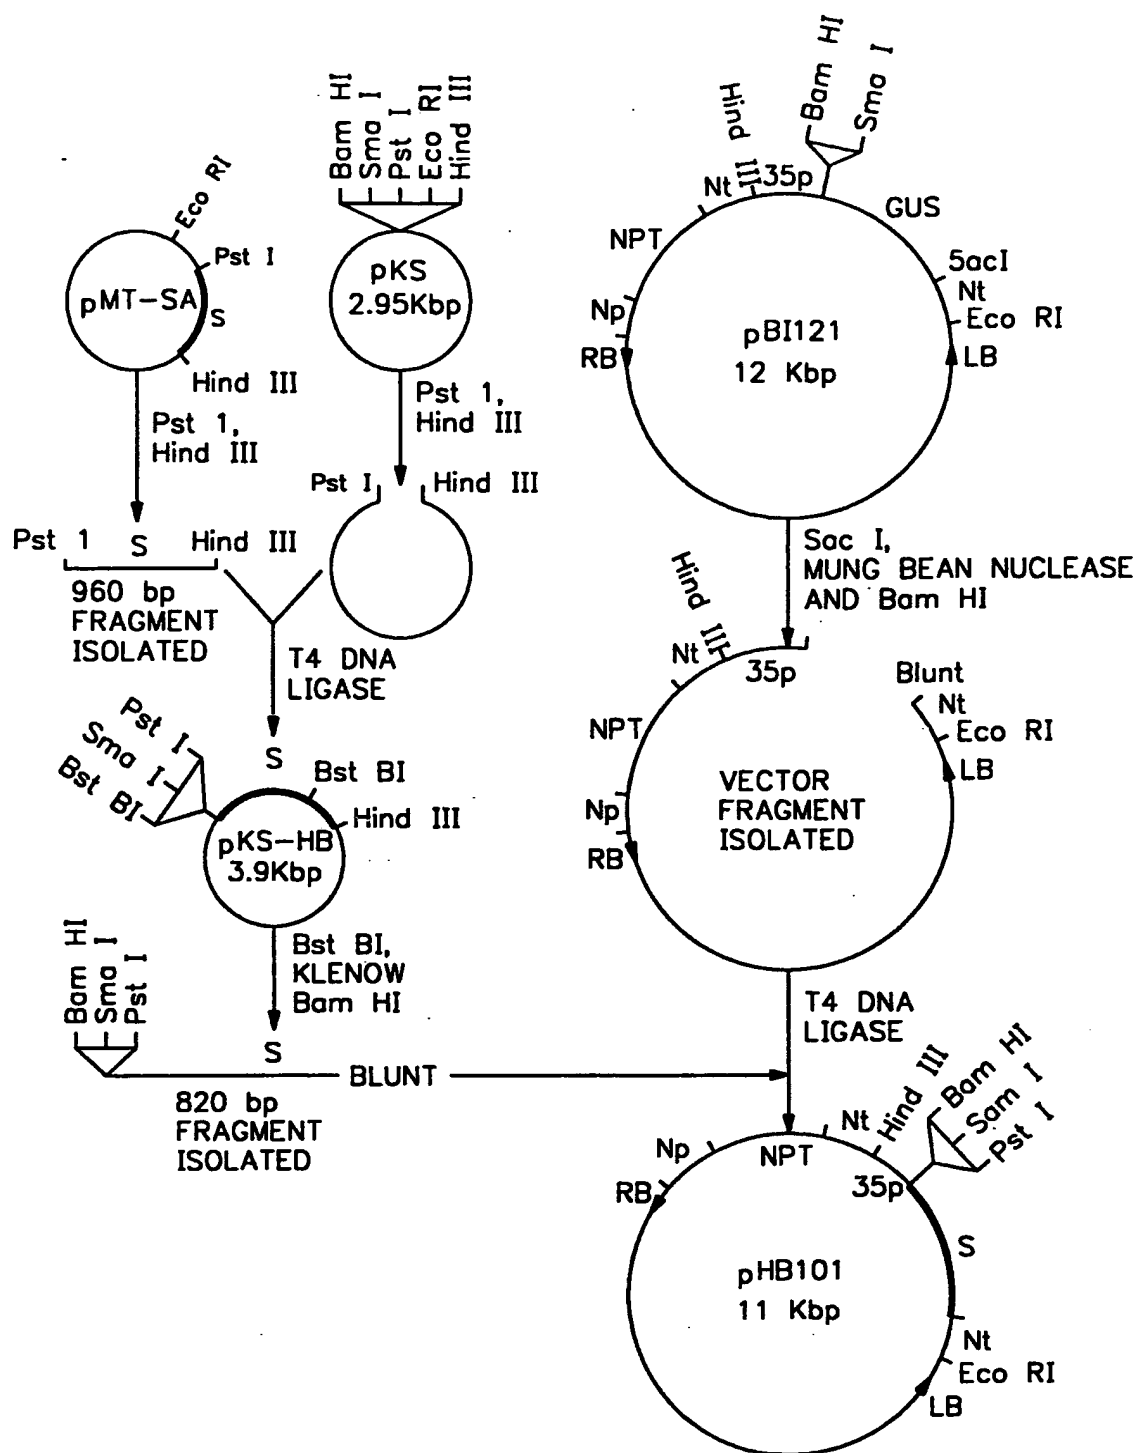 Eco RI
Pst I
pMT-SA
S
Hind III
Pst 1,
Hind III
Pst 1
S
Hind III
960 bp
FRAGMENT
ISOLATED
Bam HI
Sma I
Pst I
Eco RI
Hind III
pKS
2.95Kbp
Pst 1,
Hind III
Pst I
Hind III
T4 DNA
LIGASE
S
Pst I
Sma I
Bst BI
Bst BI
Hind III
pKS-HB
3.9Kbp
Bst BI,
KLENOW
Bam HI
Bam HI
Sma I
Pst I
S
BLUNT
820 bp
FRAGMENT
ISOLATED
Bam HI
Sma I
Hind III
35p
Nt
NPT
Np
RB
GUS
5acI
Nt
Eco RI
LB
pBI121
12 Kbp
Sac I,
MUNG BEAN NUCLEASE
AND Bam HI
Hind III
Nt
35p
NPT
Np
RB
Blunt
Nt
Eco RI
LB
VECTOR
FRAGMENT
ISOLATED
T4 DNA
LIGASE
Np
RB
NPT
Nt
Hind III
Bam HI
Sam I
Pst I
35p
S
pHB101
11 Kbp
Nt
Eco RI
LB